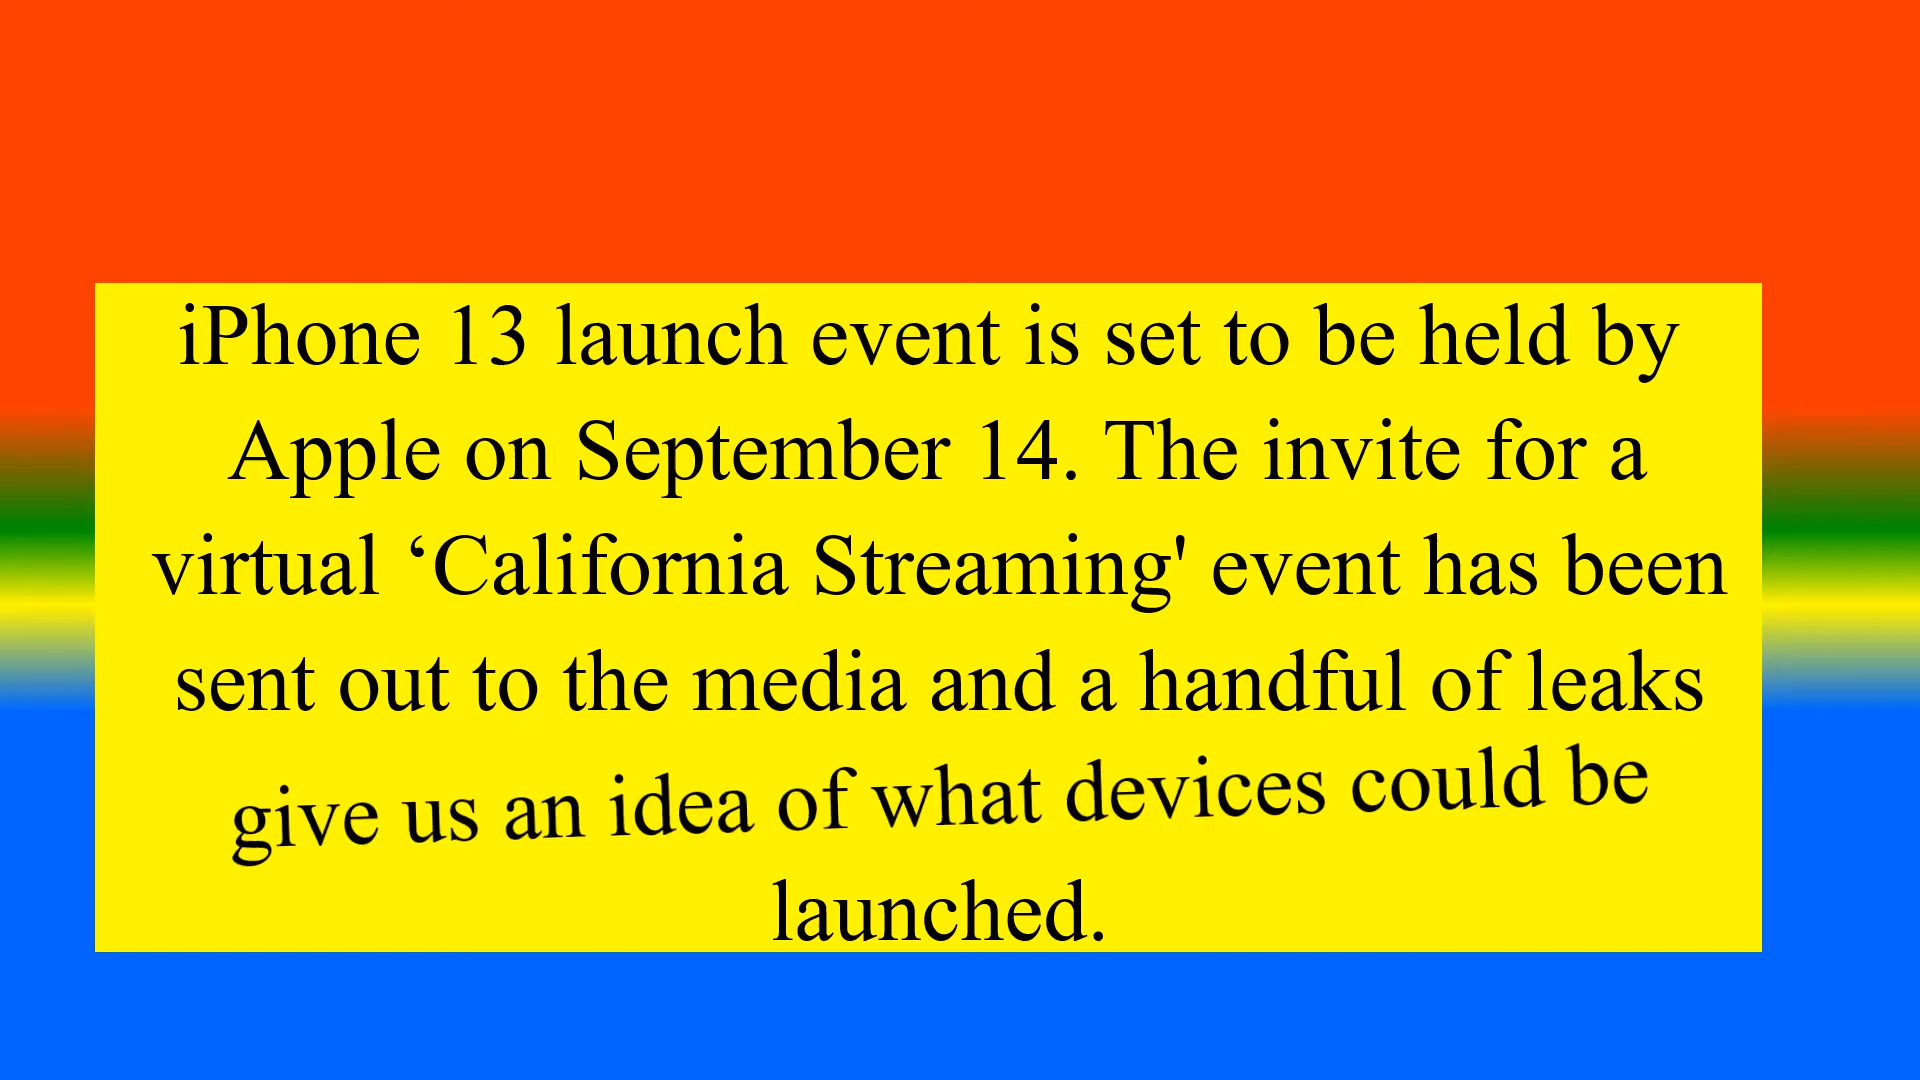 iPhone 13 launch event is set to be held by
Apple on September 14. The invite for a
virtual ‘California Streaming' event has been
sent out to the media and a handful of leaks
give us an idea of what devices could be
launched.